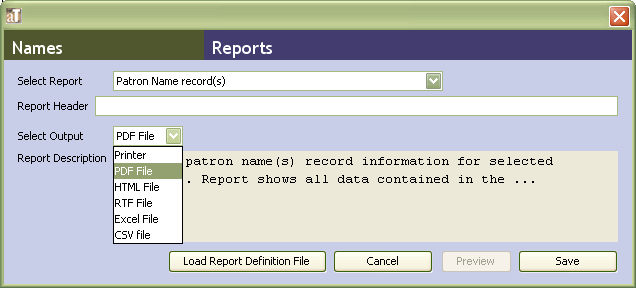 aT
Names Reports
Select Report Patron Name record(s)
Report Header
Select Output PDF File
Report Description patron name(s) record information for selected
. Report shows all data contained in the ...
Printer
PDF File
HTML File
RTF File
Excel File
CSV file
Load Report Definition File Cancel Preview Save